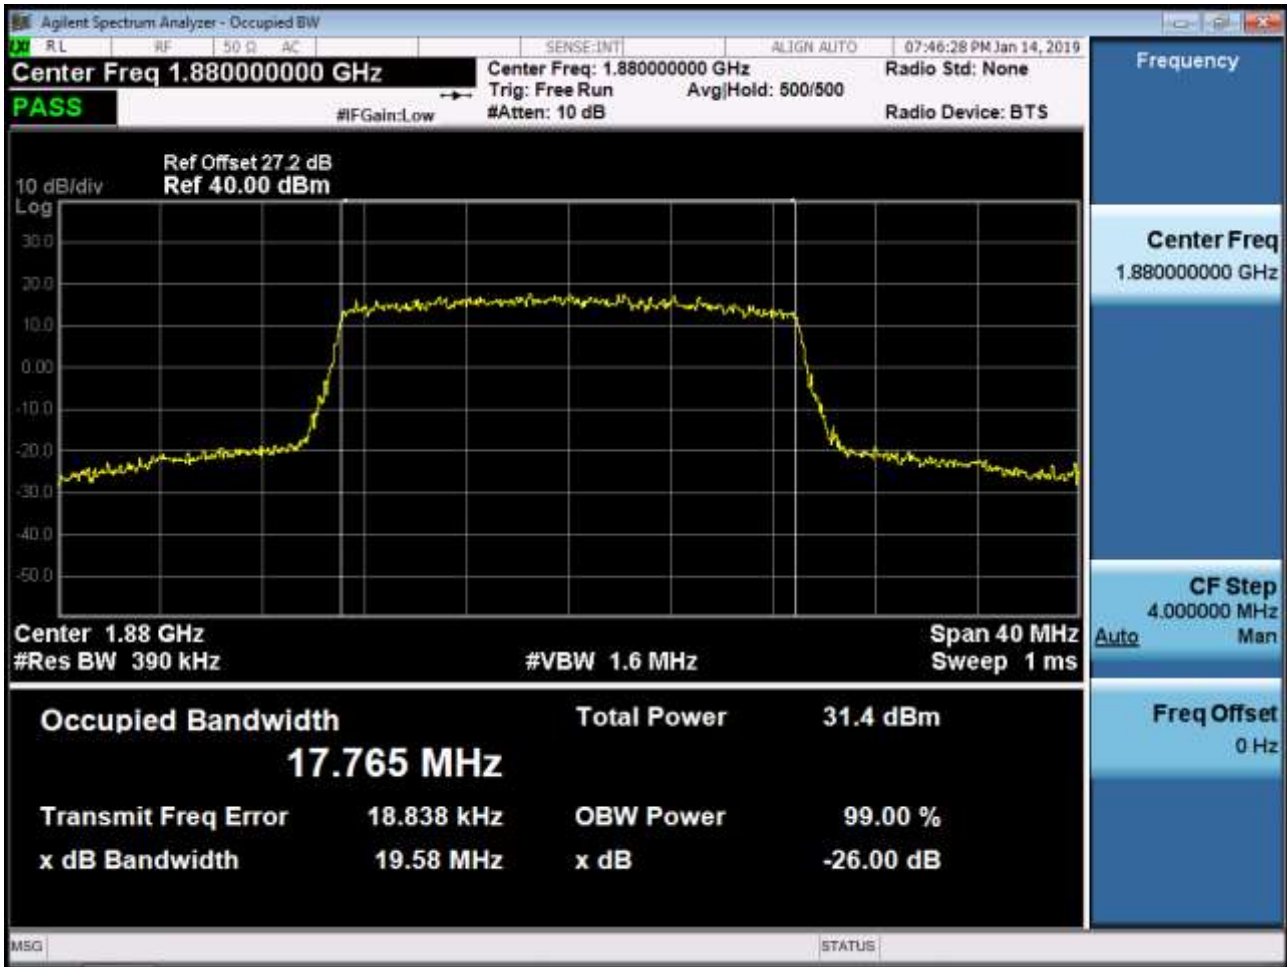 Agilent Spectrum Analyzer - Occupied BW
LXI RL RF 50 Ω AC SENSE:INT ALIGN AUTO 07:46:28 PM Jan 14, 2019
Center Freq 1.880000000 GHz
Center Freq: 1.880000000 GHz Radio Std: None
Trig: Free Run Avg|Hold: 500/500
PASS
#IFGain:Low #Atten: 10 dB Radio Device: BTS
Ref Offset 27.2 dB
10 dB/div Ref 40.00 dBm
Log
30.0
20.0
10.0
0.00
-10.0
-20.0
-30.0
-40.0
-50.0
Center 1.88 GHz Span 40 MHz
#Res BW 390 kHz #VBW 1.6 MHz Sweep 1 ms
Occupied Bandwidth Total Power 31.4 dBm
17.765 MHz
Transmit Freq Error 18.838 kHz OBW Power 99.00 %
x dB Bandwidth 19.58 MHz x dB -26.00 dB
MSG STATUS
Frequency
Center Freq
1.880000000 GHz
CF Step
4.000000 MHz
Auto Man
Freq Offset
0 Hz